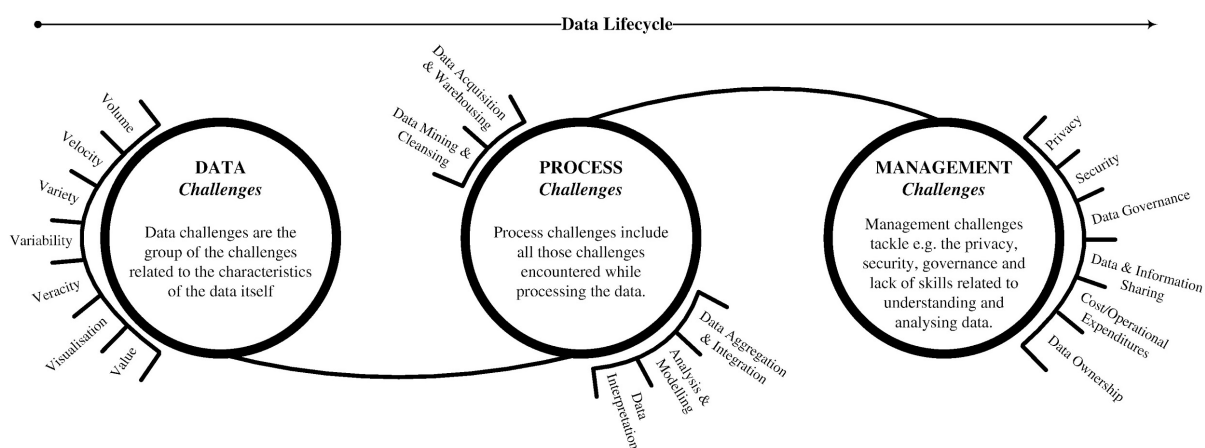 Data Lifecycle
Volume
Velocity
Variety
Variability
Veracity
Visualisation
Value
DATA
Challenges
Data challenges are the
group of the challenges
related to the characteristics
of the data itself
Data Acquisition
& Warehousing
Data Mining &
Cleansing
PROCESS
Challenges
Process challenges include
all those challenges
encountered while
processing the data.
Data Aggregation
& Integration
Analysis &
Modelling
Data
Interpretation
MANAGEMENT
Challenges
Management challenges
tackle e.g. the privacy,
security, governance and
lack of skills related to
understanding and
analysing data.
Privacy
Security
Data Governance
Data & Information
Sharing
Cost/Operational
Expenditures
Data Ownership